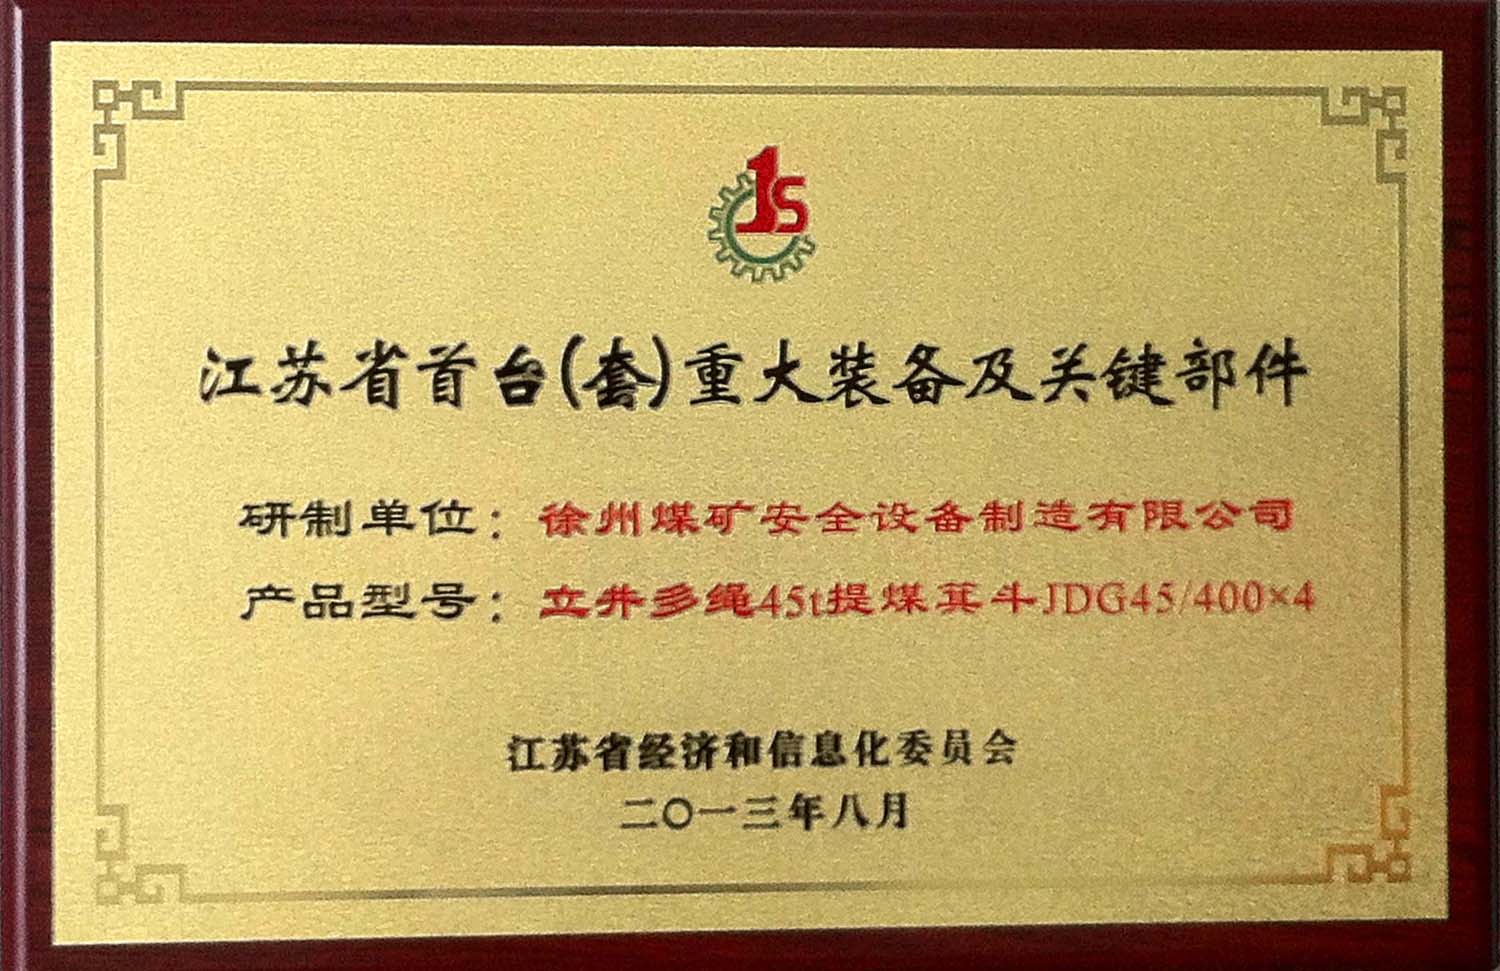 1S
江苏省首台(套)重大装备及关键部件
研制单位：徐州煤矿安全设备制造有限公司
产品型号：立井多绳45t提煤箕斗JDG45/400×4
江苏省经济和信息化委员会
二〇一三年八月